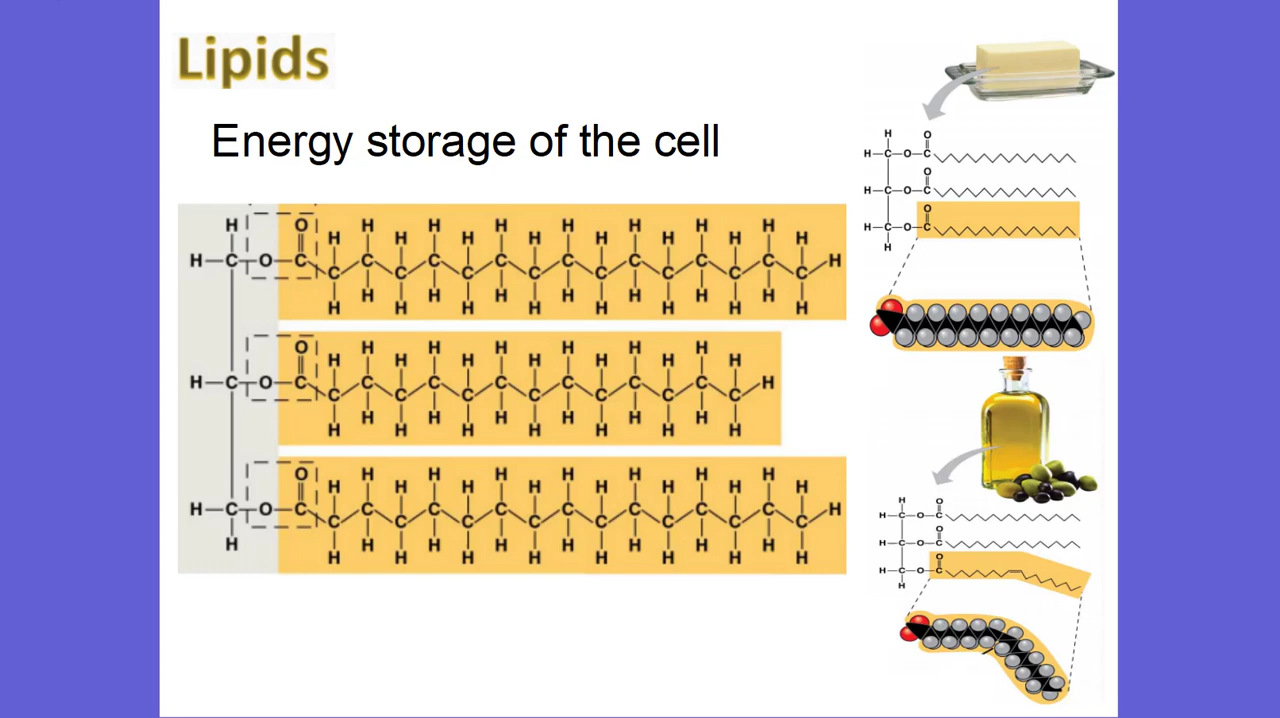 Lipids
Energy storage of the cell
H O H H H H H H H
H H H H H H H H
H C O C C C C C C C C H
C C C C C C C C
H H H H H H H
H H H H H H H H
O H H H H H H
H H H H H H H
H C O C C C C C C C H
C C C C C C C
H H H H H H
H H H H H H H
O H H H H H H H
H H H H H H H H
H C O C C C C C C C C H
C C C C C C C C
H H H H H H H H
H H H H H H H H
H O
H C O C
O
H C O C
O
H C O C
H
H O
H C O C
O
H C O C
O
H C O C
H